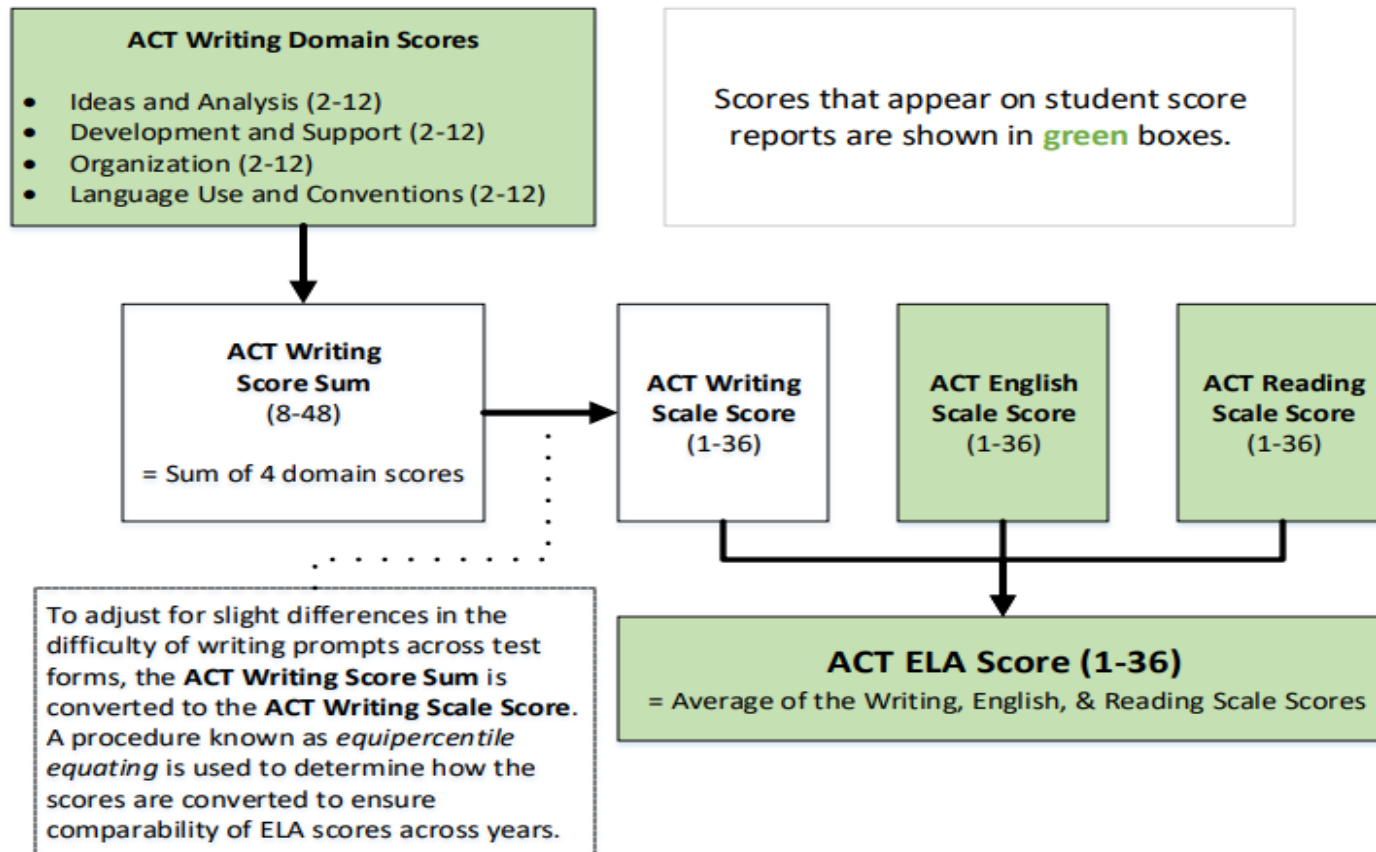 ACT Writing Domain Scores
• Ideas and Analysis (2-12)
• Development and Support (2-12)
• Organization (2-12)
• Language Use and Conventions (2-12)
Scores that appear on student score
reports are shown in green boxes.
ACT Writing
Score Sum
(8-48)
= Sum of 4 domain scores
ACT Writing
Scale Score
(1-36)
ACT English
Scale Score
(1-36)
ACT Reading
Scale Score
(1-36)
To adjust for slight differences in the
difficulty of writing prompts across test
forms, the ACT Writing Score Sum is
converted to the ACT Writing Scale Score.
A procedure known as equipercentile
equating is used to determine how the
scores are converted to ensure
comparability of ELA scores across years.
ACT ELA Score (1-36)
= Average of the Writing, English, & Reading Scale Scores